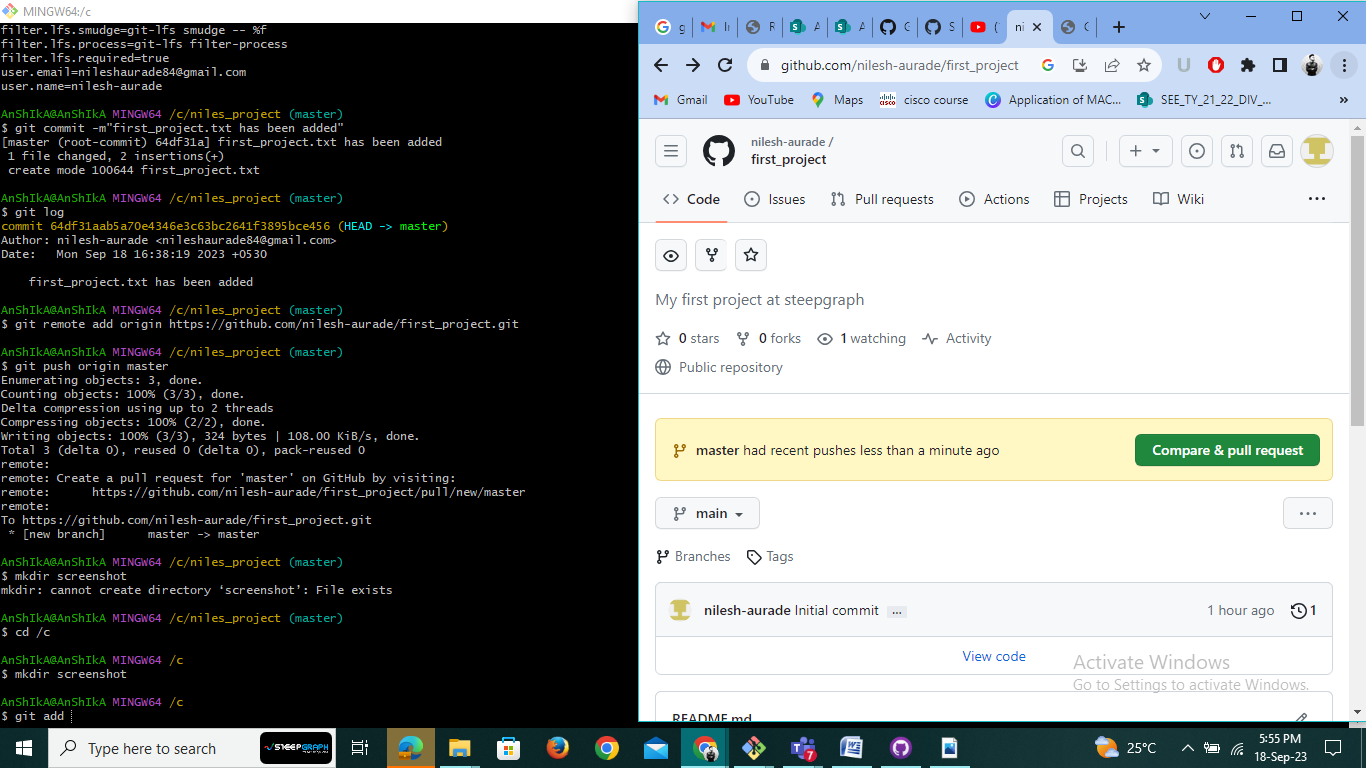 MINGW64:/c
filter.lfs.smudge=git-lfs smudge -- %f
filter.lfs.process=git-lfs filter-process
filter.lfs.required=true
user.email=nileshaurade84@gmail.com
user.name=nilesh-aurade
AnShIkA@AnShIkA MINGW64 /c/niles_project (master)
$ git commit -m"first_project.txt has been added"
[master (root-commit) 64df31a] first_project.txt has been added
1 file changed, 2 insertions(+)
create mode 100644 first_project.txt
AnShIkA@AnShIkA MINGW64 /c/niles_project (master)
$ git log
commit 64df31aab5a70e4346e3c63bc2641f3895bce456 (HEAD -> master)
Author: nilesh-aurade <nileshaurade84@gmail.com>
Date:   Mon Sep 18 16:38:19 2023 +0530
first_project.txt has been added
AnShIkA@AnShIkA MINGW64 /c/niles_project (master)
$ git remote add origin https://github.com/nilesh-aurade/first_project.git
AnShIkA@AnShIkA MINGW64 /c/niles_project (master)
$ git push origin master
Enumerating objects: 3, done.
Counting objects: 100% (3/3), done.
Delta compression using up to 2 threads
Compressing objects: 100% (2/2), done.
Writing objects: 100% (3/3), 324 bytes | 108.00 KiB/s, done.
Total 3 (delta 0), reused 0 (delta 0), pack-reused 0
remote:
remote: Create a pull request for 'master' on GitHub by visiting:
remote:      https://github.com/nilesh-aurade/first_project/pull/new/master
remote:
To https://github.com/nilesh-aurade/first_project.git
* [new branch]      master -> master
AnShIkA@AnShIkA MINGW64 /c/niles_project (master)
$ mkdir screenshot
mkdir: cannot create directory ‘screenshot’: File exists
AnShIkA@AnShIkA MINGW64 /c/niles_project (master)
$ cd /c
AnShIkA@AnShIkA MINGW64 /c
$ mkdir screenshot
AnShIkA@AnShIkA MINGW64 /c
$ git add
github.com/nilesh-aurade/first_project
Gmail YouTube Maps cisco course Application of MAC... SEE_TY_21_22_DIV_...
nilesh-aurade /
first_project
Code Issues Pull requests Actions Projects Wiki
My first project at steepgraph
0 stars 0 forks 1 watching Activity
Public repository
master had recent pushes less than a minute ago Compare & pull request
main
Branches Tags
nilesh-aurade Initial commit ... 1 hour ago 1
View code
Activate Windows
Go to Settings to activate Windows.
README.md
Type here to search STEEPGRAPH 7 25°C 5:55 PM
18-Sep-23